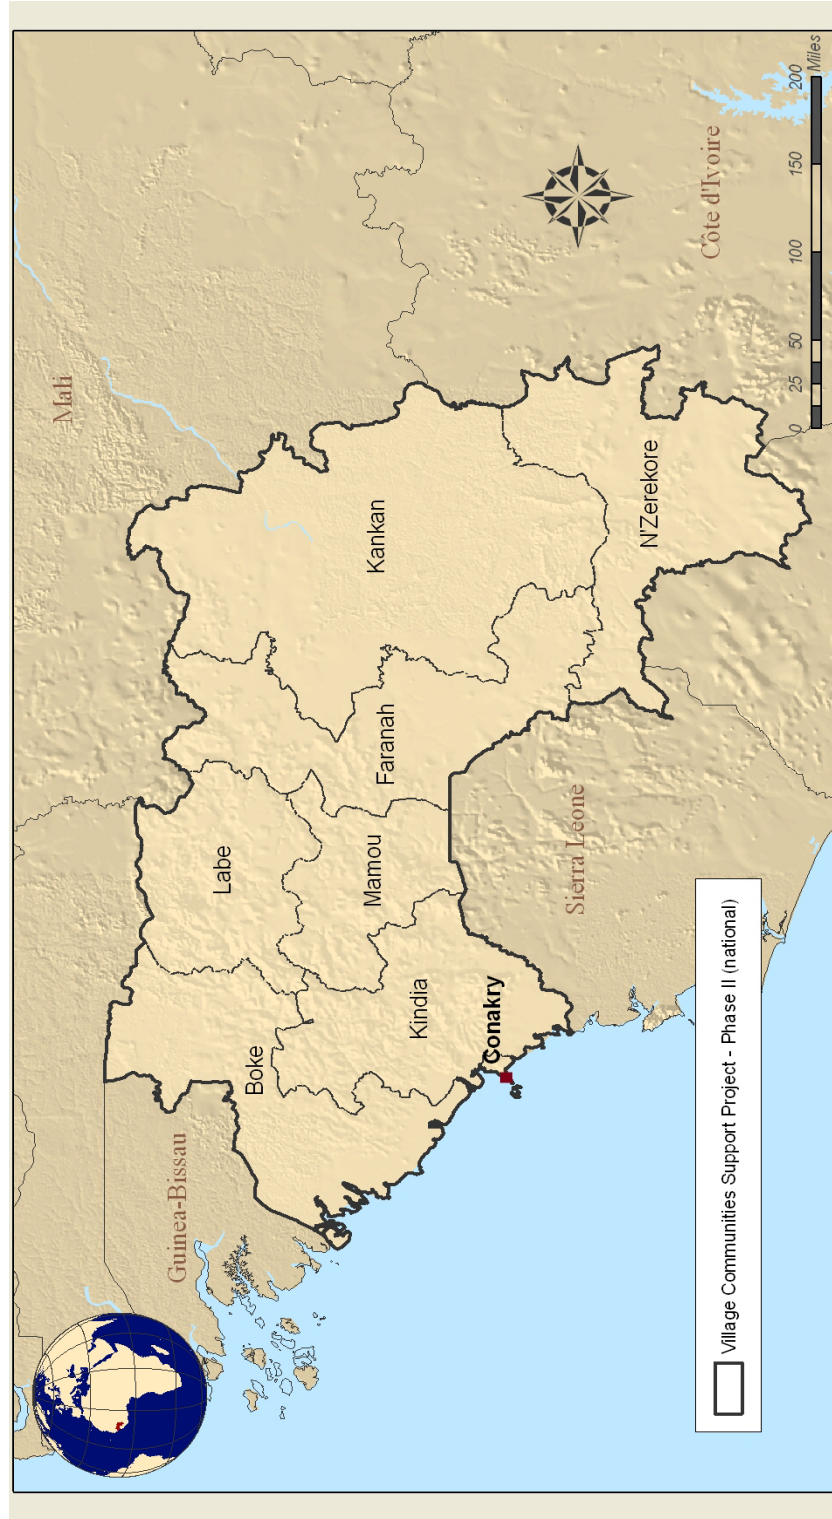 Mali
Guinea-Bissau
Labe
Boke
Kankan
Faranah
Mamou
Kindia
Conakry
Sierra Leone
N'Zerekore
Côte d'Ivoire
Village Communities Support Project - Phase II (national)
0 25 50 100 150 200
Miles